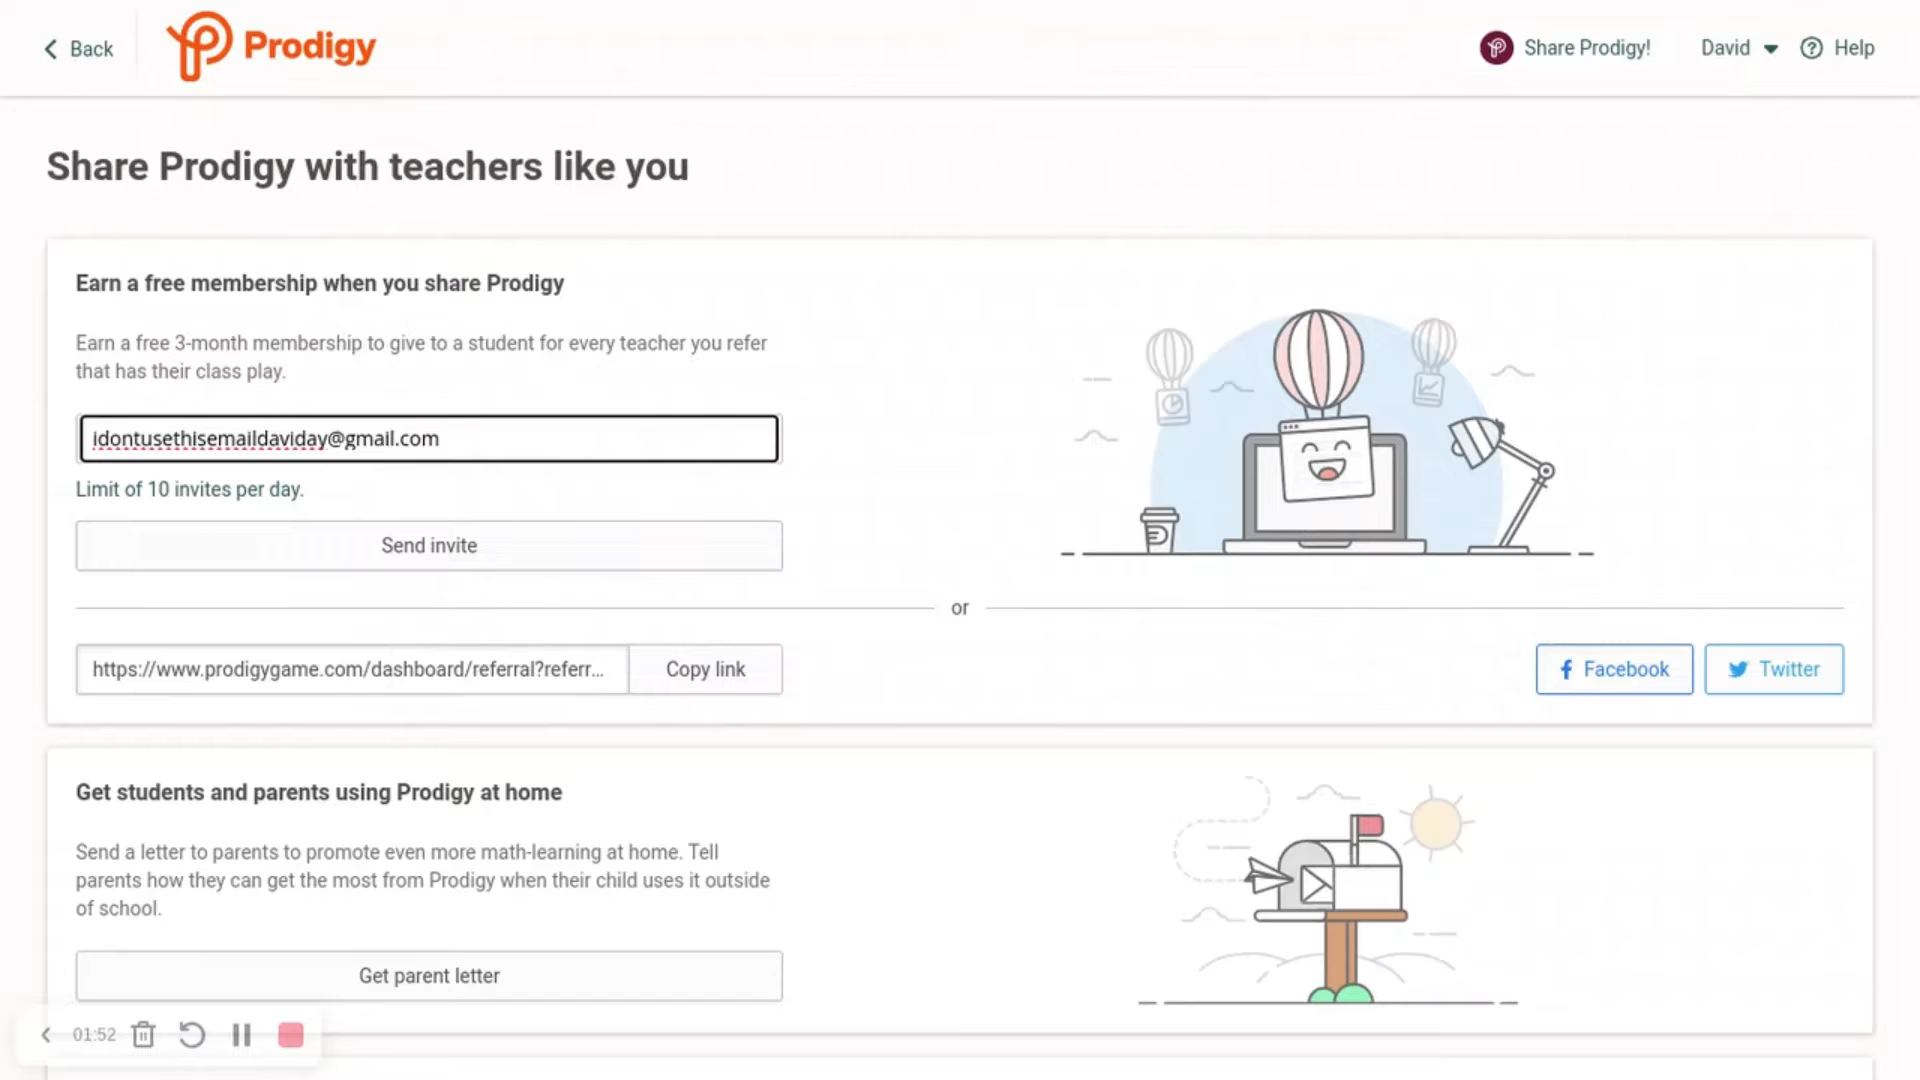 Back
Prodigy
Share Prodigy!
David
Help
Share Prodigy with teachers like you
Earn a free membership when you share Prodigy
Earn a free 3-month membership to give to a student for every teacher you refer
that has their class play.
idontusethisemaildaviday@gmail.com
Limit of 10 invites per day.
Send invite
or
https://www.prodigygame.com/dashboard/referral?referr...
Copy link
Facebook
Twitter
Get students and parents using Prodigy at home
Send a letter to parents to promote even more math-learning at home. Tell
parents how they can get the most from Prodigy when their child uses it outside
of school.
Get parent letter
01:52